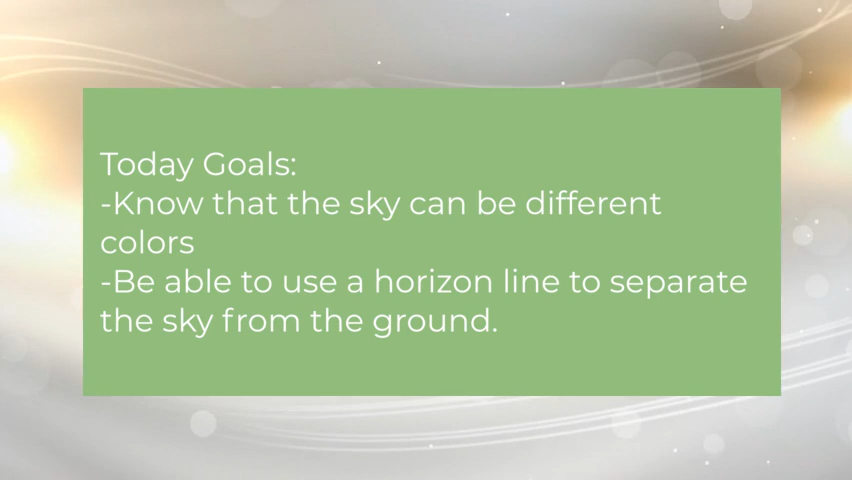 Today Goals:
-Know that the sky can be different
colors
-Be able to use a horizon line to separate
the sky from the ground.